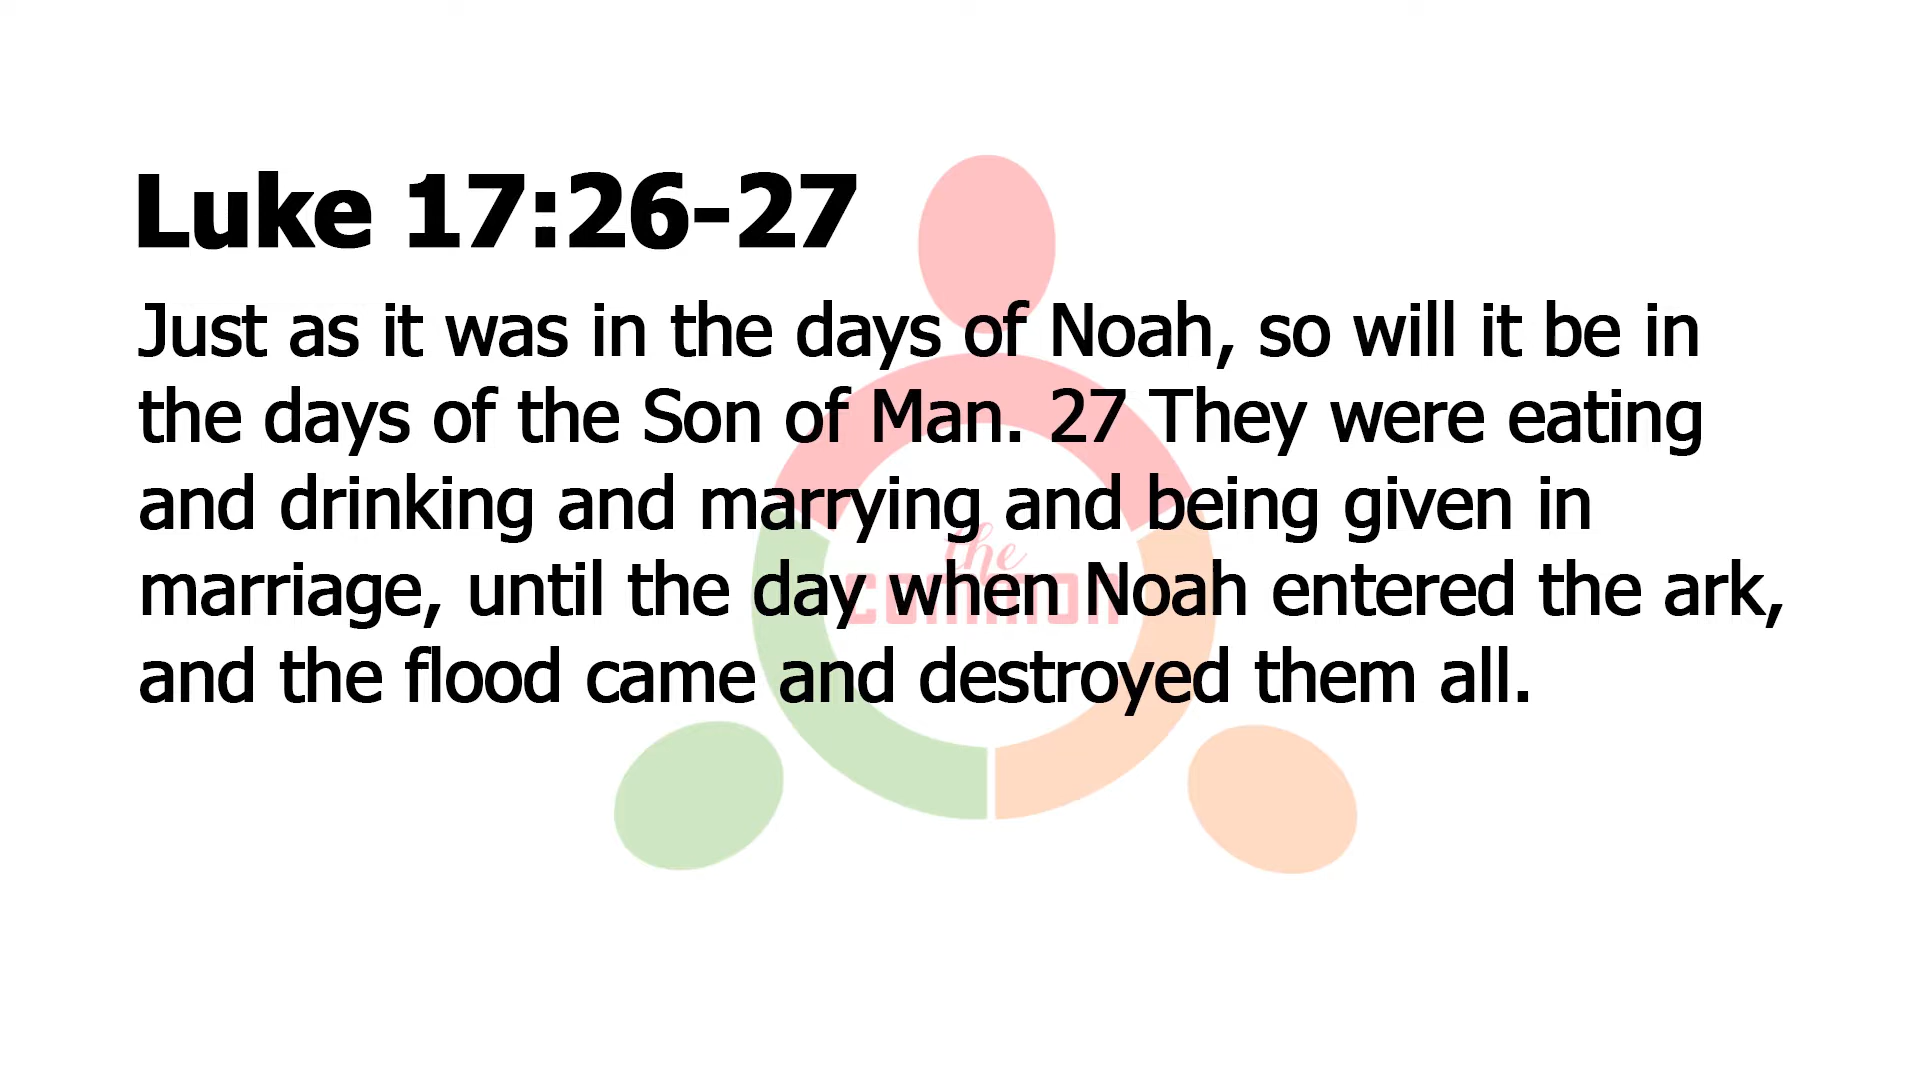 Luke 17:26-27
Just as it was in the days of Noah, so will it be in
the days of the Son of Man. 27 They were eating
and drinking and marrying and being given in
the
marriage, until the day when Noah entered the ark,
common
and the flood came and destroyed them all.